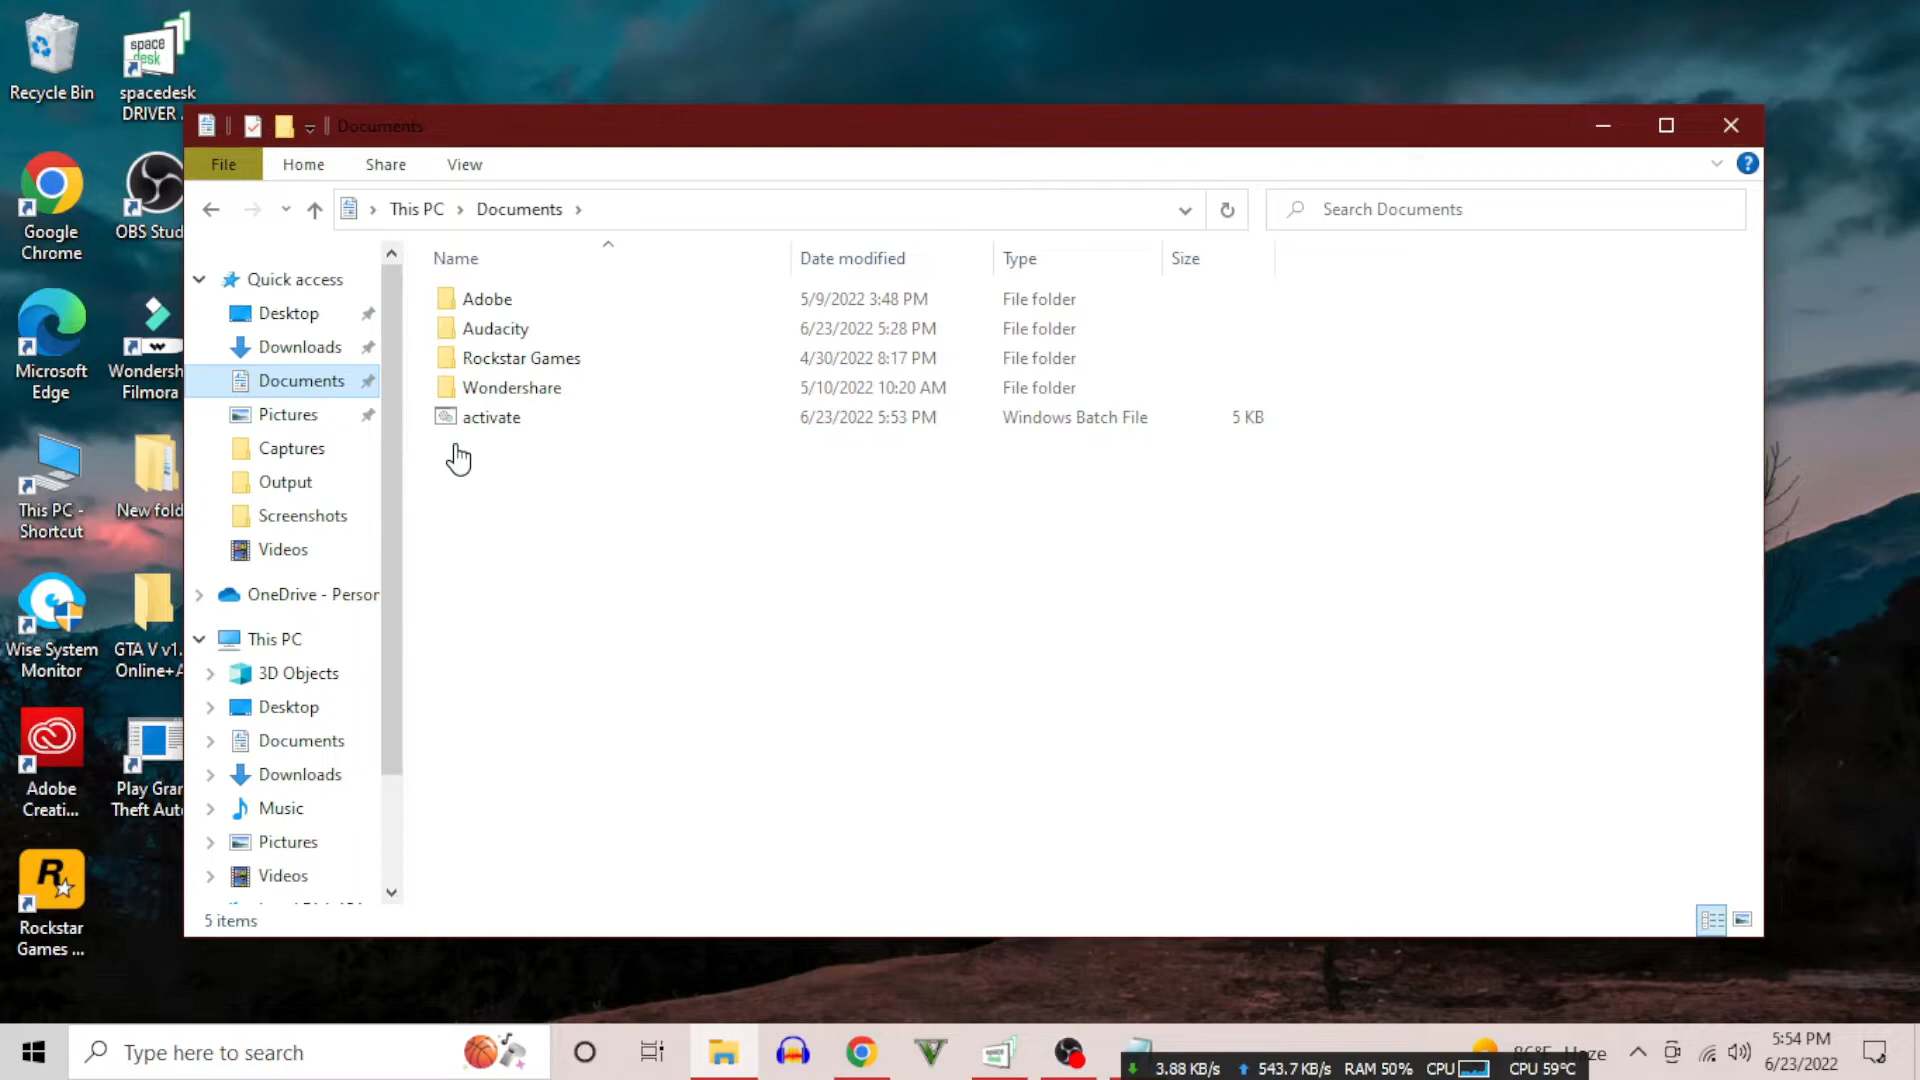 Recycle Bin
space
desk
spacedesk
DRIVER
Google
Chrome
OBS Stud
Microsoft
Edge
Wondersh
Filmora
This PC -
Shortcut
New fold
Wise System
Monitor
GTA V v1.
Online+A
Adobe
Creati...
Play Gran
Theft Auto
Rockstar
Games ...
Documents
File
Home
Share
View
This PC
Documents
Search Documents
Name
Date modified
Type
Size
Adobe
5/9/2022 3:48 PM
File folder
Audacity
6/23/2022 5:28 PM
File folder
Rockstar Games
4/30/2022 8:17 PM
File folder
Wondershare
5/10/2022 10:20 AM
File folder
activate
6/23/2022 5:53 PM
Windows Batch File
5 KB
Quick access
Desktop
Downloads
Documents
Pictures
Captures
Output
Screenshots
Videos
OneDrive - Person
This PC
3D Objects
Desktop
Documents
Downloads
Music
Pictures
Videos
5 items
Type here to search
86°F Haze
3.88 KB/s
543.7 KB/s
RAM 50%
CPU
CPU 59°C
5:54 PM
6/23/2022